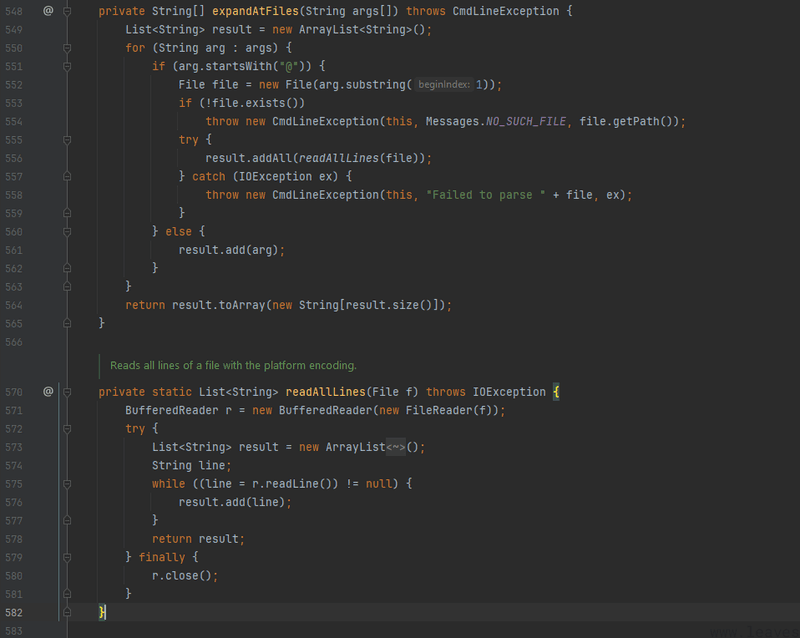 548 @ private String[] expandAtFiles(String args[]) throws CmdLineException {
549 List<String> result = new ArrayList<String>();
550 for (String arg : args) {
551 if (arg.startsWith("@")) {
552 File file = new File(arg.substring( beginIndex: 1));
553 if (!file.exists())
554 throw new CmdLineException(this, Messages.NO_SUCH_FILE, file.getPath());
555 try {
556 result.addAll(readAllLines(file));
557 } catch (IOException ex) {
558 throw new CmdLineException(this, "Failed to parse " + file, ex);
559 }
560 } else {
561 result.add(arg);
562 }
563 }
564 return result.toArray(new String[result.size()]);
565 }
566
Reads all lines of a file with the platform encoding.
570 @ private static List<String> readAllLines(File f) throws IOException {
571 BufferedReader r = new BufferedReader(new FileReader(f));
572 try {
573 List<String> result = new ArrayList<~>();
574 String line;
575 while ((line = r.readLine()) != null) {
576 result.add(line);
577 }
578 return result;
579 } finally {
580 r.close();
581 }
582 }
583